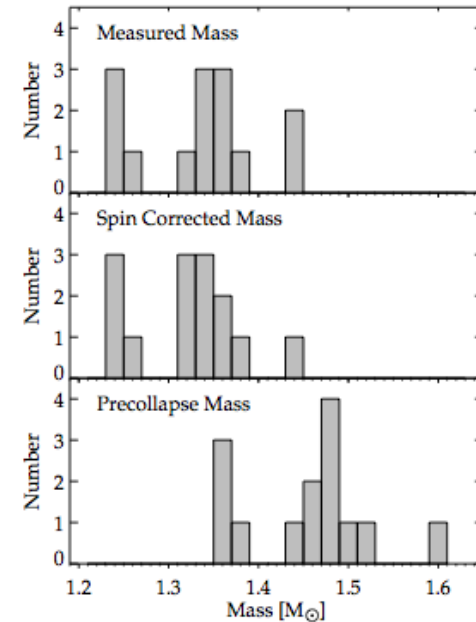 Measured Mass
4
3
2
1
0
Number
Spin Corrected Mass
4
3
2
1
0
Number
Precollapse Mass
4
3
2
1
0
Number
1.2 1.3 1.4 1.5 1.6
Mass [M☉]